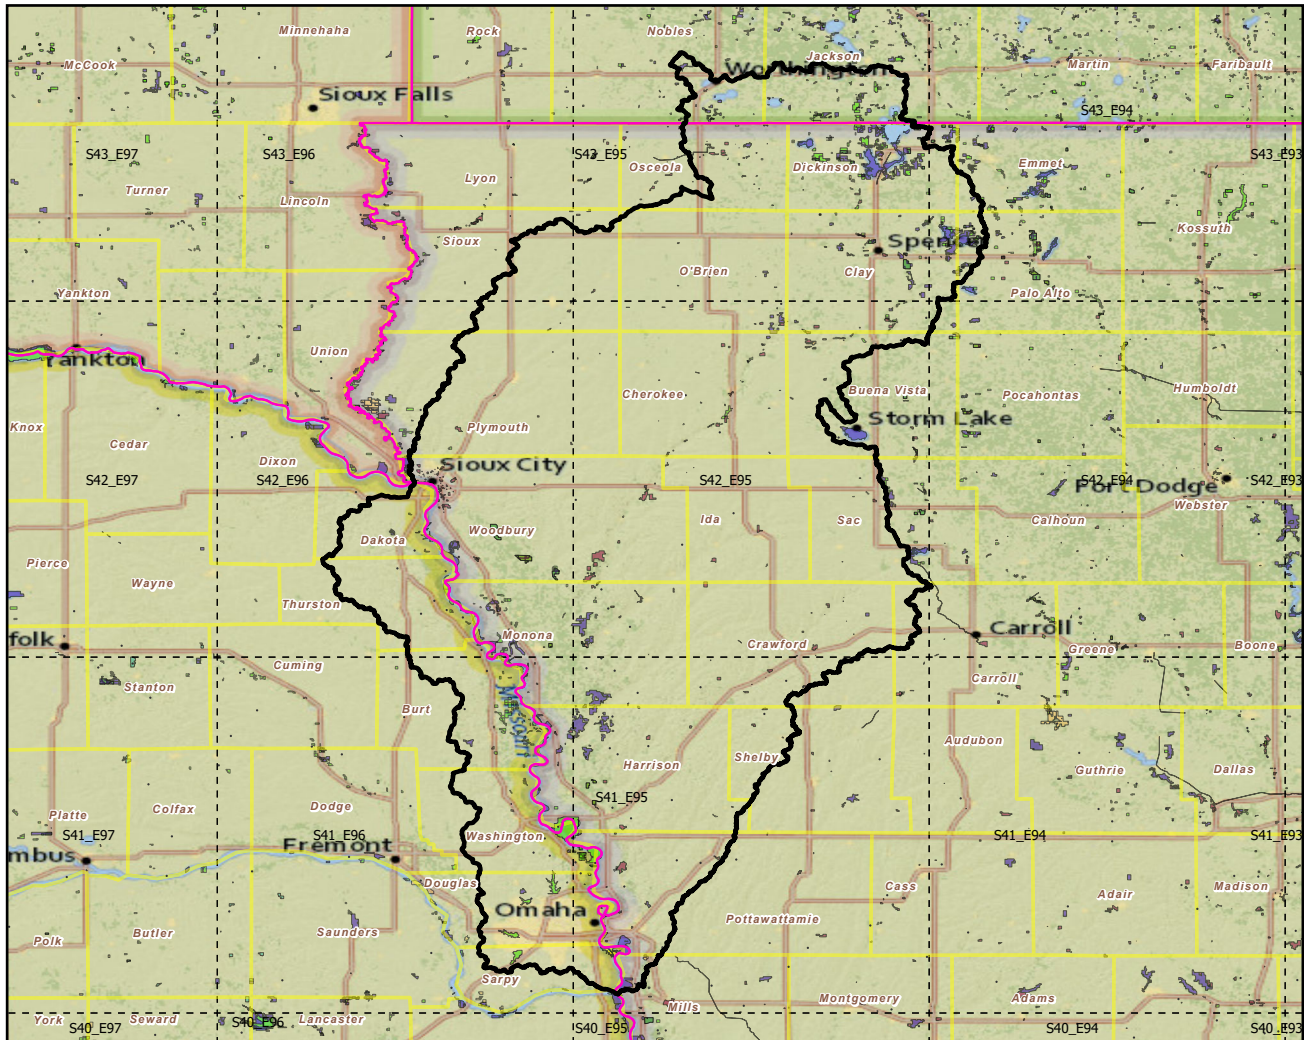 Minnehaha
Rock
Nobles
Jackson
McCook
Martin
Faribault
Worthington
Sioux Falls
S43_E94
S43_E97
S43_E96
S43_E95
S43_E93
Osceola
Dickinson
Emmet
Turner
Lyon
Lincoln
Kossuth
Sioux
Spencer
O'Brien
Clay
Yankton
Palo Alto
Union
Yankton
Buena Vista
Cherokee
Pocahontas
Humboldt
Knox
Plymouth
Storm Lake
Cedar
Dixon
Sioux City
S42_E97
S42_E96
S42_E95
S42_E94
S42_E93
Fort Dodge
Webster
Ida
Sac
Calhoun
Woodbury
Dakota
Pierce
Wayne
Thurston
Carroll
folk
Monona
Crawford
Greene
Boone
Cuming
Stanton
Carroll
Burt
Missouri
Audubon
Harrison
Shelby
Guthrie
Dallas
S41_E95
Platte
Colfax
Dodge
S41_E97
S41_E96
Washington
S41_E94
S41_E93
Fremont
mbus
Douglas
Cass
Adair
Madison
Omaha
Pottawattamie
Polk
Butler
Saunders
Sarpy
Mills
Montgomery
Adams
York
Seward
Lancaster
S40_E97
S40_E96
S40_E95
S40_E94
S40_E93